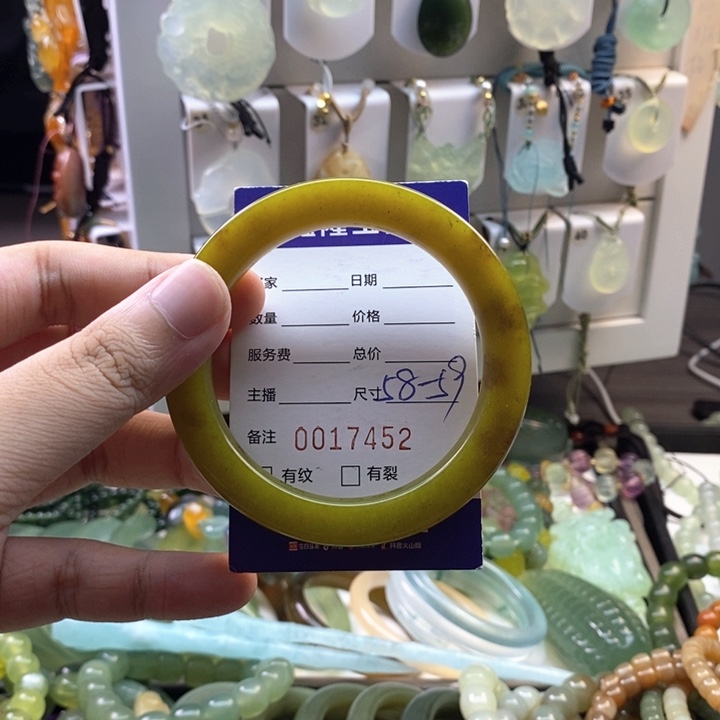 家 日期
数量 价格
服务费 总价
主播 尺寸 58-59
备注 0017452
有纹 有裂